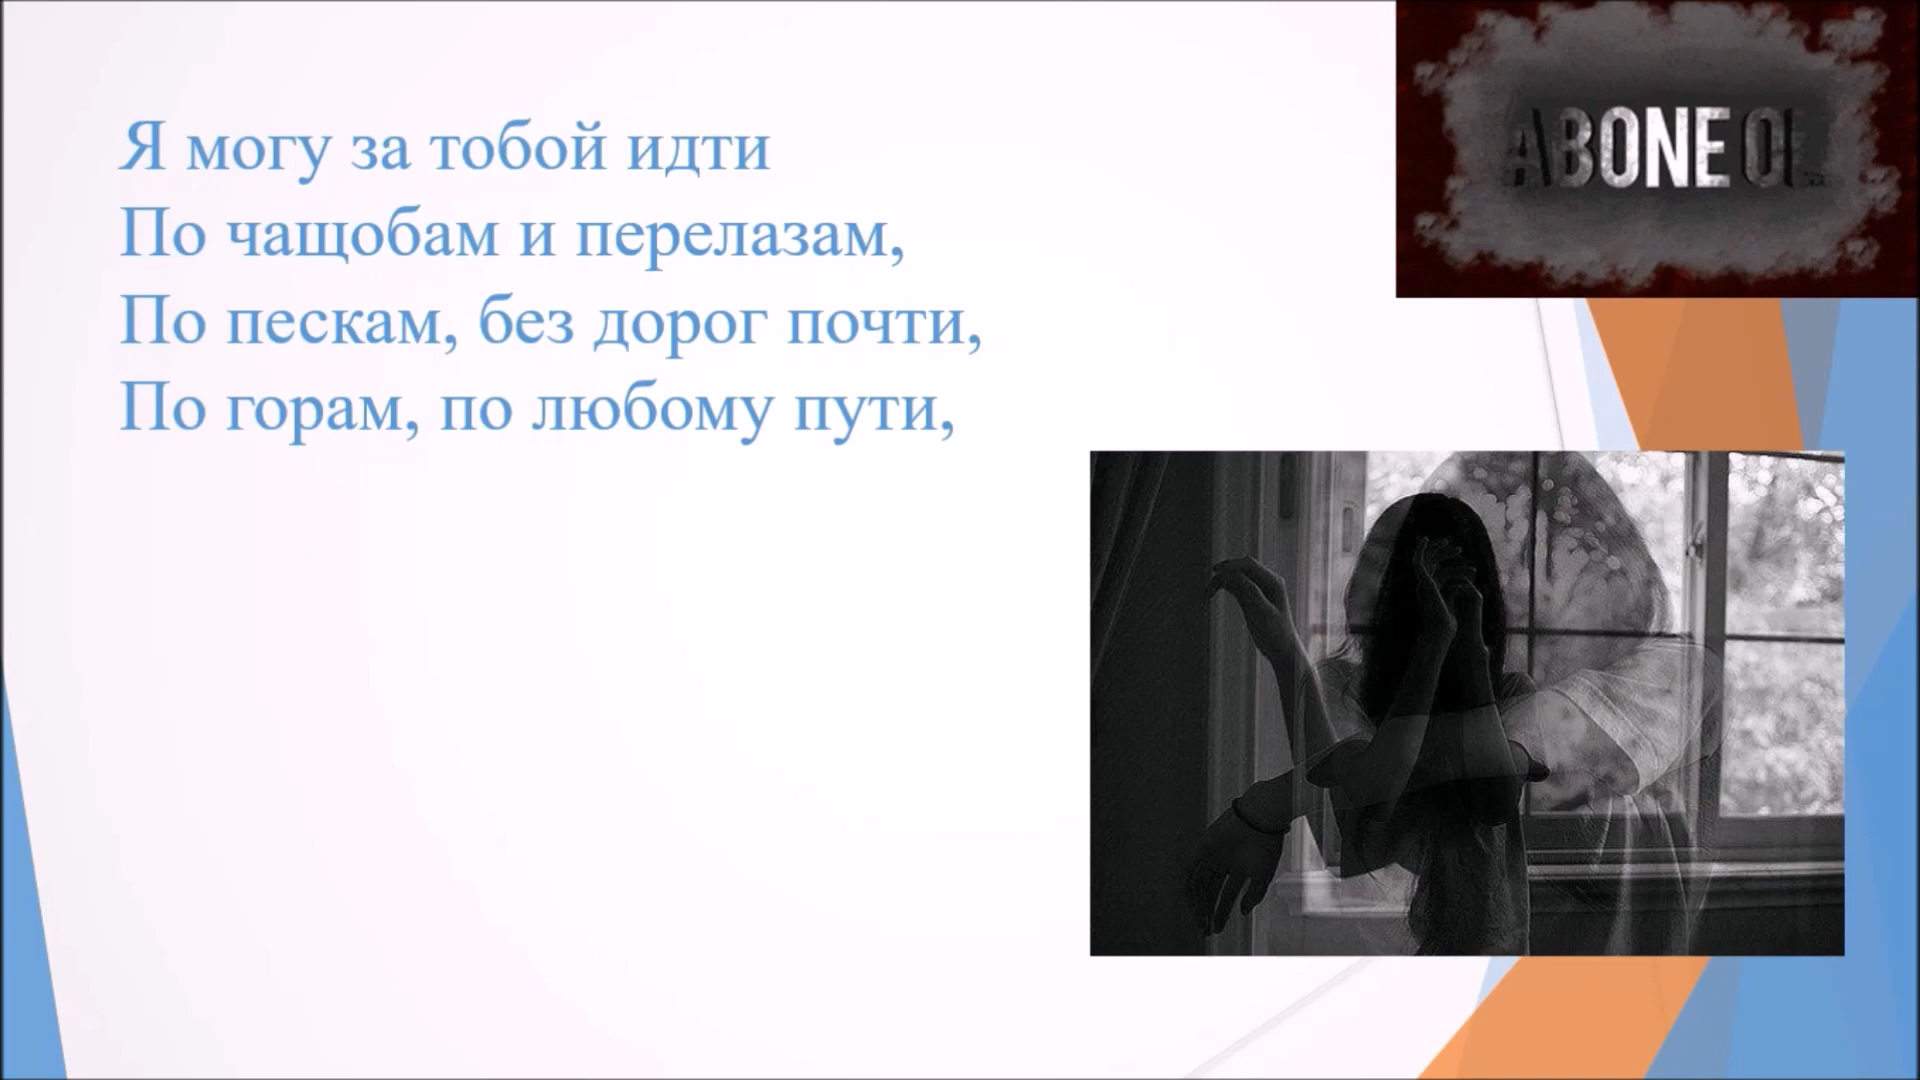 Я могу за тобой идти
По чащобам и перелазам,
По пескам, без дорог почти,
По горам, по любому пути,
ABONE OL